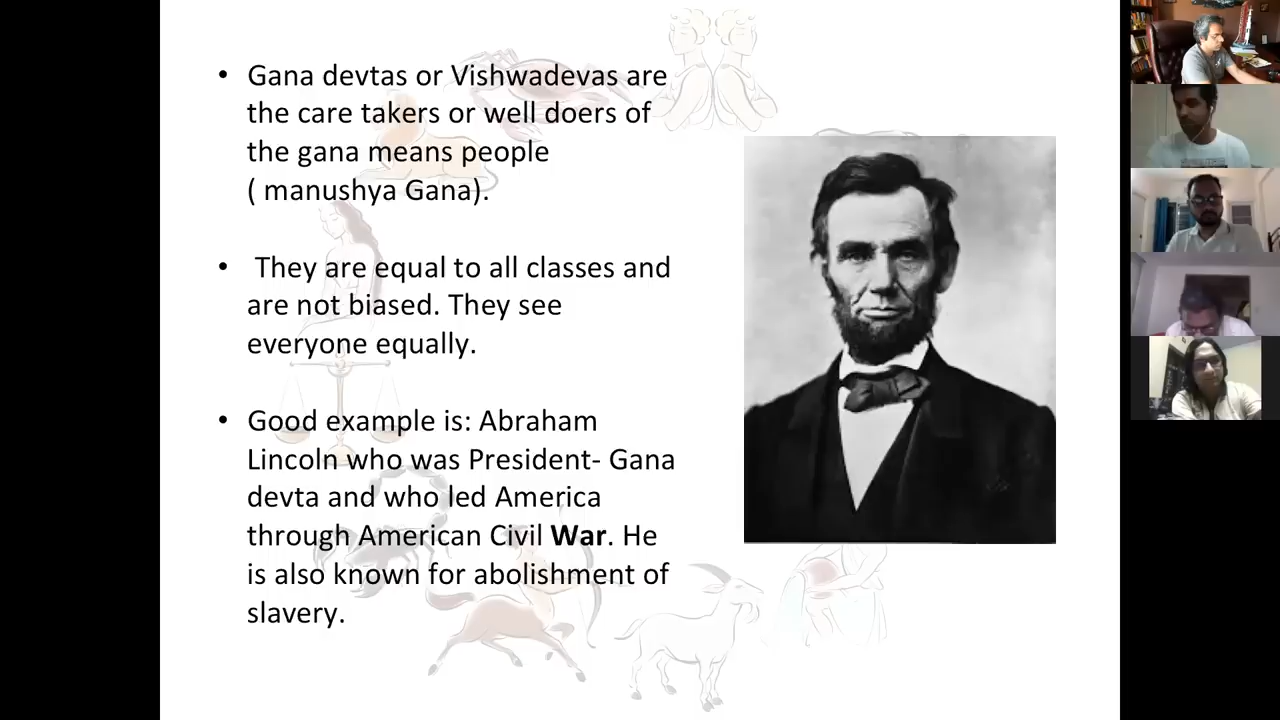 • Gana devtas or Vishwadevas are
the care takers or well doers of
the gana means people
( manushya Gana).
• They are equal to all classes and
are not biased. They see
everyone equally.
• Good example is: Abraham
Lincoln who was President- Gana
devta and who led America
through American Civil War. He
is also known for abolishment of
slavery.